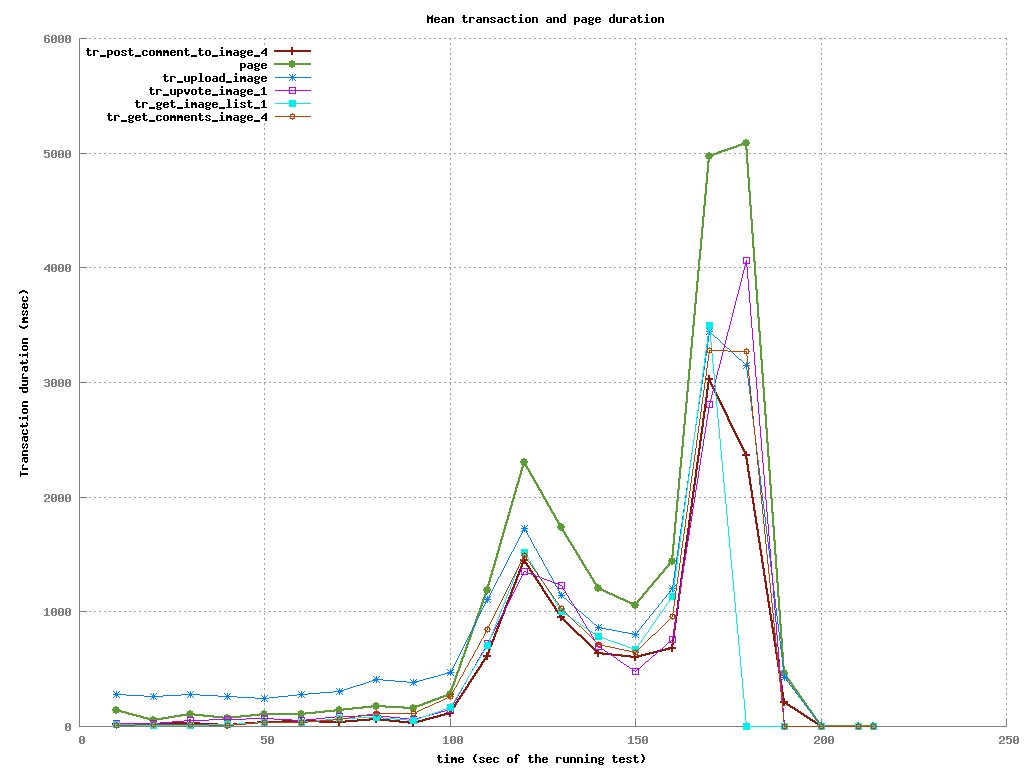 Mean transaction and page duration
6000
5000
4000
3000
2000
1000
0
Transaction duration (msec)
tr_post_comment_to_image_4
page
tr_upload_image
tr_upvote_image_1
tr_get_image_list_1
tr_get_comments_image_4
0 50 100 150 200 250
time (sec of the running test)